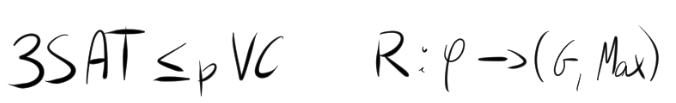 3SAT ≤p VC R: φ → (G, Max)